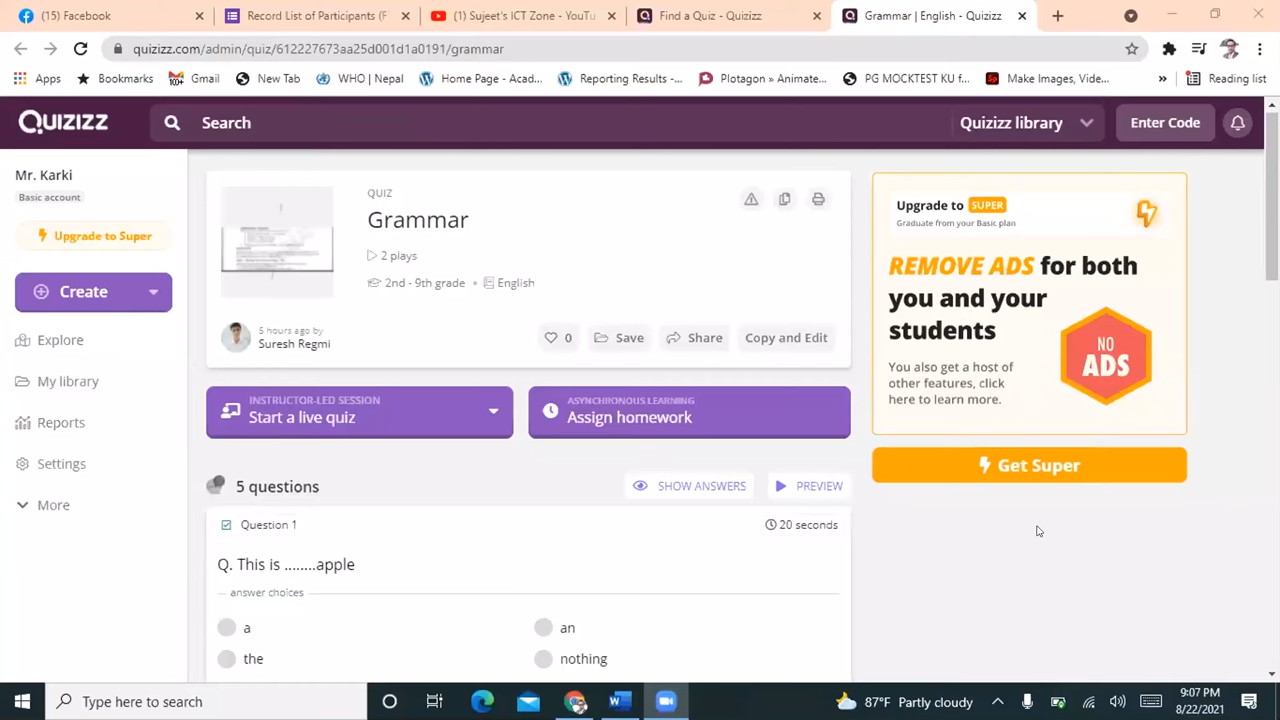 (15) Facebook
Record List of Participants (F
(1) Sujeet's ICT Zone - YouTu
Find a Quiz - Quizizz
Grammar | English - Quizizz
quizizz.com/admin/quiz/612227673aa25d001d1a0191/grammar
Apps
Bookmarks
Gmail
New Tab
WHO | Nepal
Home Page - Acad...
Reporting Results -...
Plotagon » Animate...
PG MOCKTEST KU f...
Make Images, Vide...
»
Reading list
QUIZIZZ
Search
Quizizz library
Enter Code
Mr. Karki
Basic account
Upgrade to Super
Create
Explore
My library
Reports
Settings
More
QUIZ
Grammar
2 plays
2nd - 9th grade • English
5 hours ago by
Suresh Regmi
0
Save
Share
Copy and Edit
INSTRUCTOR-LED SESSION
Start a live quiz
ASYNCHRONOUS LEARNING
Assign homework
5 questions
SHOW ANSWERS
PREVIEW
Question 1
20 seconds
Q. This is ........apple
answer choices
a
an
the
nothing
Upgrade to SUPER
Graduate from your Basic plan
REMOVE ADS for both
you and your
students
You also get a host of
other features, click
here to learn more.
NO
ADS
Get Super
Type here to search
87°F Partly cloudy
9:07 PM
8/22/2021